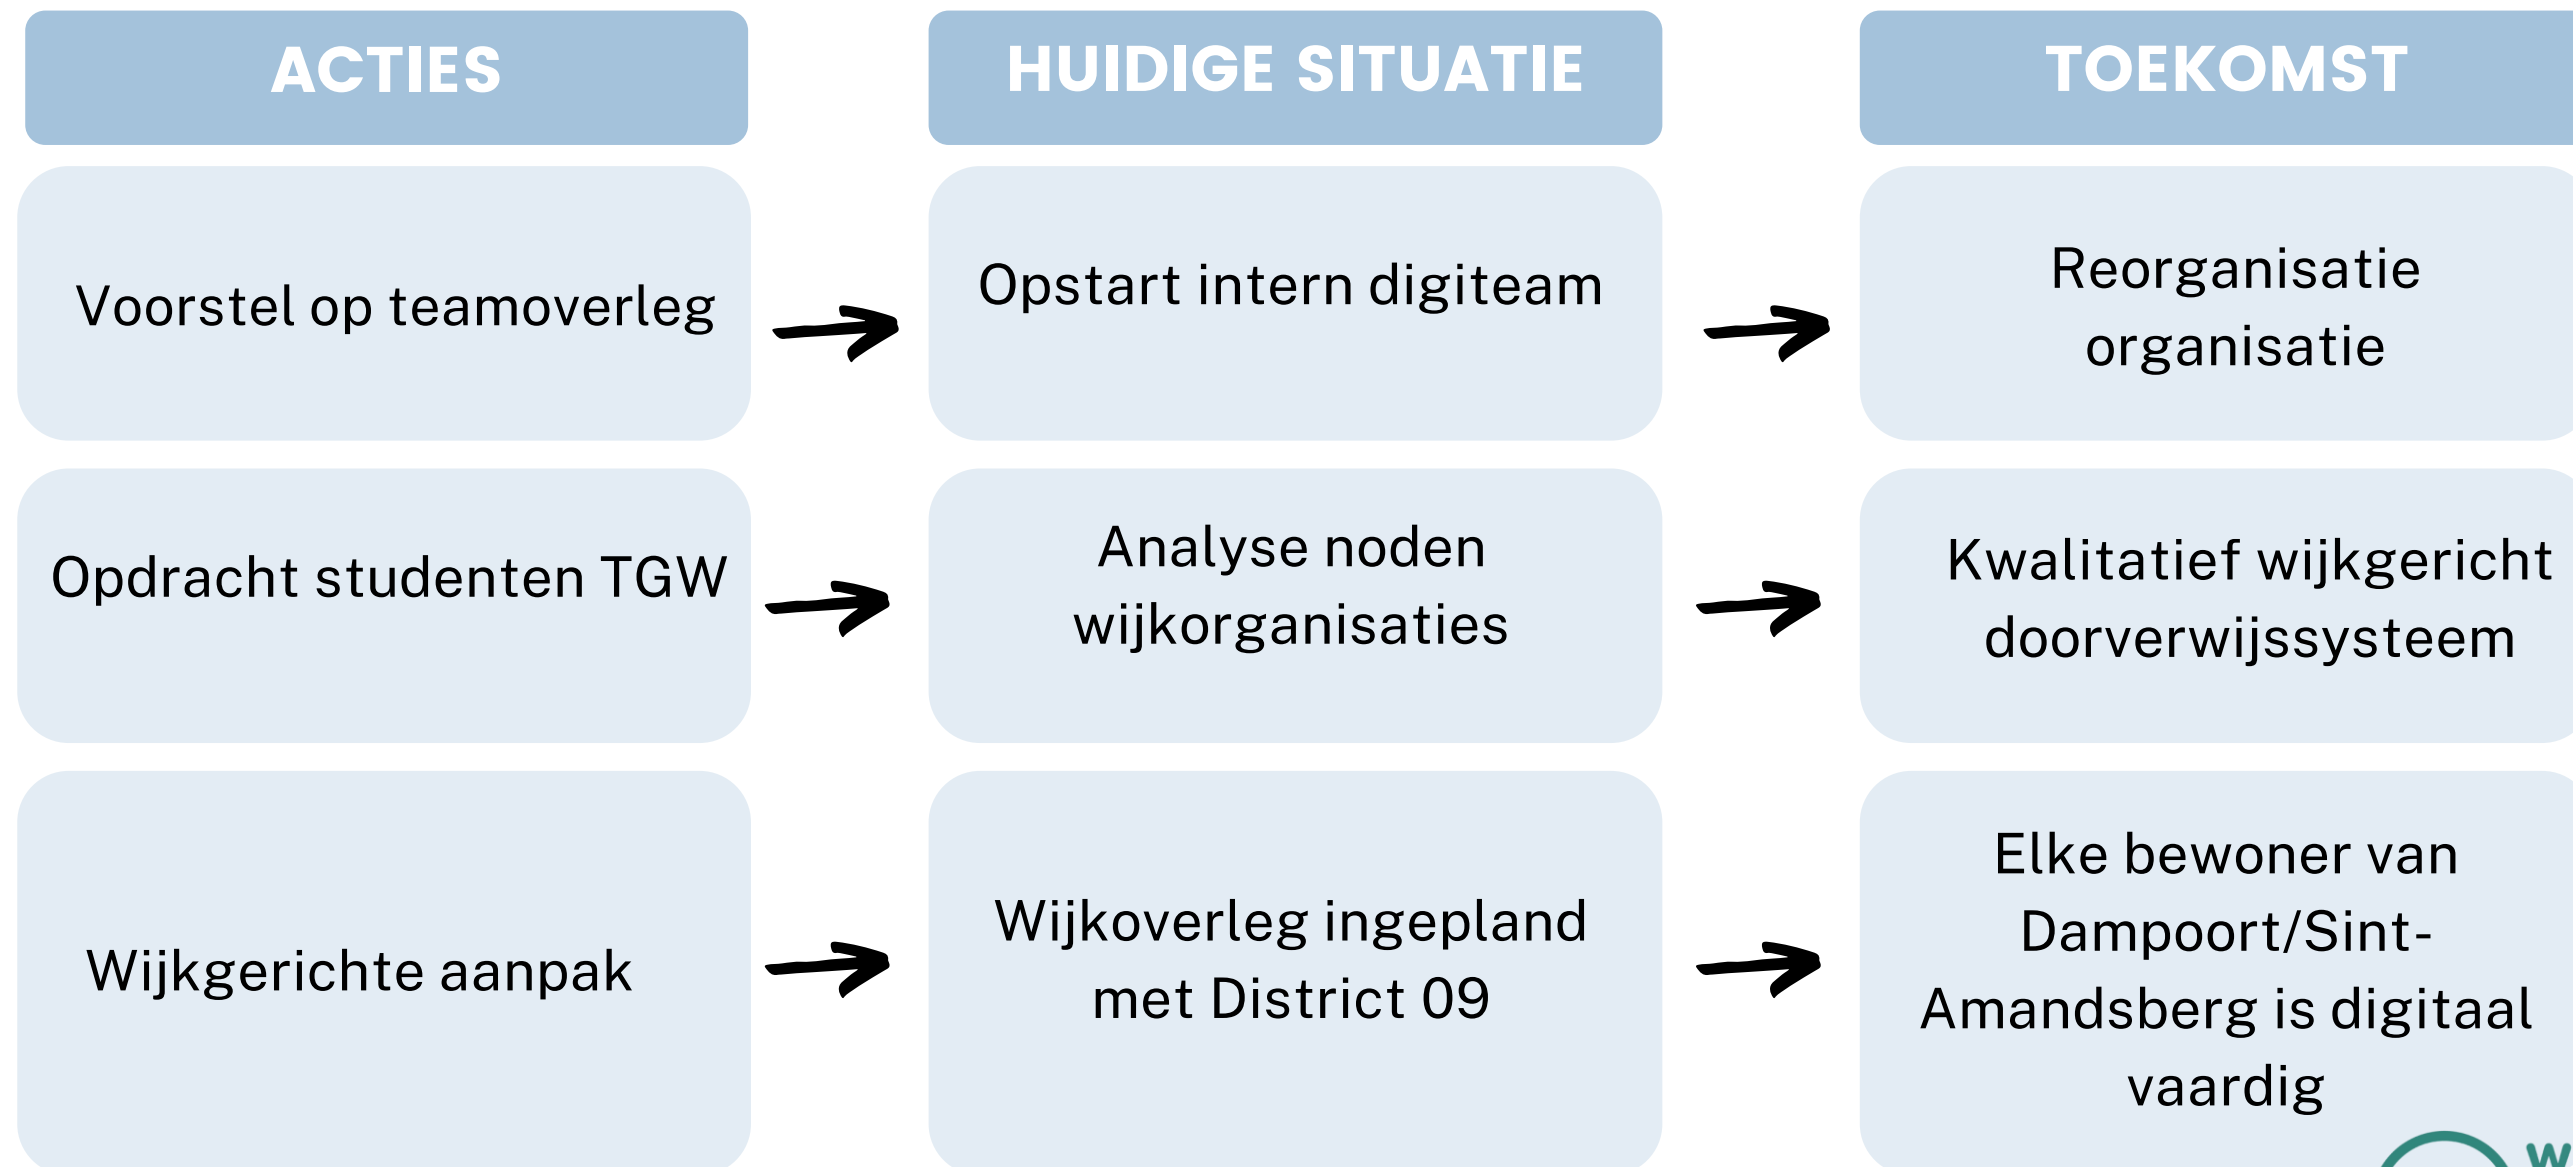 ACTIES
HUIDIGE SITUATIE
TOEKOMST
Voorstel op teamoverleg
Opstart intern digiteam
Reorganisatie
organisatie
Opdracht studenten TGW
Analyse noden
wijkorganisaties
Kwalitatief wijkgericht
doorverwijssysteem
Wijkgerichte aanpak
Wijkoverleg ingepland
met District 09
Elke bewoner van
Dampoort/Sint-
Amandsberg is digitaal
vaardig